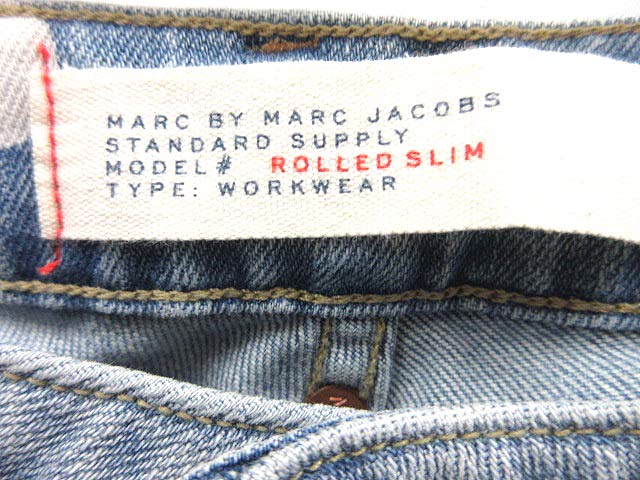 MARC BY MARC JACOBS
STANDARD SUPPLY
MODEL# ROLLED SLIM
TYPE: WORKWEAR